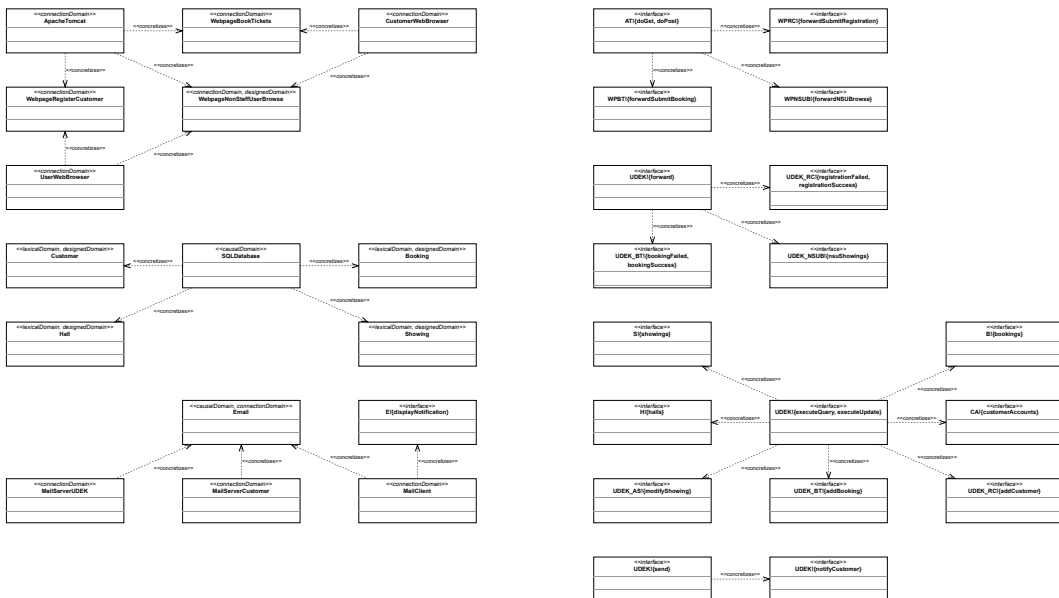 <<connectionDomain>>
ApacheTomcat
<<concretizes>>
<<connectionDomain>>
WebpageBookTickets
<<concretizes>>
<<connectionDomain>>
CustomerWebBrowser
<<concretizes>>
<<concretizes>>
<<concretizes>>
<<connectionDomain>>
WebpageRegisterCustomer
<<connectionDomain, designedDomain>>
WebpageNonStaffUserBrowse
<<concretizes>>
<<concretizes>>
<<connectionDomain>>
UserWebBrowser
<<lexicalDomain, designedDomain>>
Customer
<<concretizes>>
<<causalDomain>>
SQLDatabase
<<concretizes>>
<<lexicalDomain, designedDomain>>
Booking
<<concretizes>>
<<concretizes>>
<<lexicalDomain, designedDomain>>
Hall
<<lexicalDomain, designedDomain>>
Showing
<<causalDomain, connectionDomain>>
Email
<<interface>>
E!{displayNotification}
<<concretizes>>
<<concretizes>>
<<concretizes>>
<<concretizes>>
<<connectionDomain>>
MailServerUDEK
<<connectionDomain>>
MailServerCustomer
<<connectionDomain>>
MailClient
<<interface>>
AT!{doGet, doPost}
<<concretizes>>
<<interface>>
WPRC!{forwardSubmitRegistration}
<<concretizes>>
<<concretizes>>
<<interface>>
WPBT!{forwardSubmitBooking}
<<interface>>
WPNSUB!{forwardNSUBrowse}
<<interface>>
UDEK!{forward}
<<concretizes>>
<<interface>>
UDEK_RC!{registrationFailed,
registrationSuccess}
<<concretizes>>
<<concretizes>>
<<interface>>
UDEK_BT!{bookingFailed,
bookingSuccess}
<<interface>>
UDEK_NSUB!{nsuShowings}
<<interface>>
S!{showings}
<<interface>>
B!{bookings}
<<concretizes>>
<<concretizes>>
<<interface>>
H!{halls}
<<concretizes>>
<<interface>>
UDEK!{executeQuery, executeUpdate}
<<concretizes>>
<<interface>>
CA!{customerAccounts}
<<concretizes>>
<<concretizes>>
<<concretizes>>
<<interface>>
UDEK_AS!{modifyShowing}
<<interface>>
UDEK_BT!{addBooking}
<<interface>>
UDEK_RC!{addCustomer}
<<interface>>
UDEK!{send}
<<concretizes>>
<<interface>>
UDEK!{notifyCustomer}